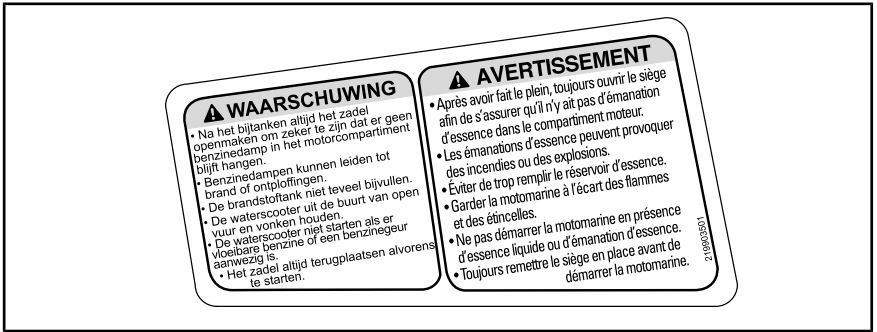 WAARSCHUWING
• Na het bijtanken altijd het zadel
openmaken om zeker te zijn dat er geen
benzinedamp in het motorcompartiment
blijft hangen.
• Benzinedampen kunnen leiden tot
brand of ontploffingen.
• De brandstoftank niet teveel bijvullen.
• De waterscooter uit de buurt van open
vuur en vonken houden.
• De waterscooter niet starten als er
vloeibare benzine of een benzinegeur
aanwezig is.
• Het zadel altijd terugplaatsen alvorens
te starten.
AVERTISSEMENT
• Après avoir fait le plein, toujours ouvrir le siège
afin de s'assurer qu'il n'y ait pas d'émanation
d'essence dans le compartiment moteur.
• Les émanations d'essence peuvent provoquer
des incendies ou des explosions.
• Éviter de trop remplir le réservoir d'essence.
• Garder la motomarine à l'écart des flammes
et des étincelles.
• Ne pas démarrer la motomarine en présence
d'essence liquide ou d'émanation d'essence.
• Toujours remettre le siège en place avant de
démarrer la motomarine.
219903501